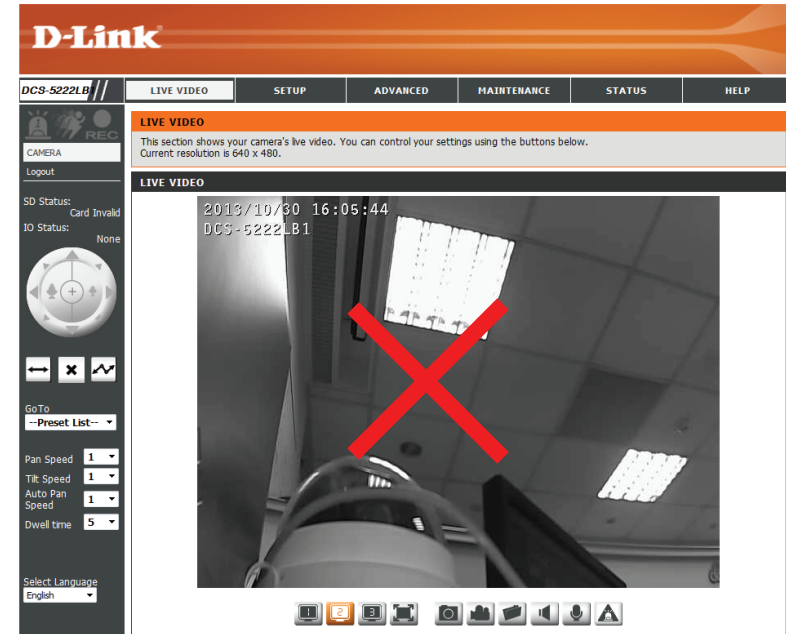 D-Link
DCS-5222LB1
LIVE VIDEO SETUP ADVANCED MAINTENANCE STATUS HELP
REC
CAMERA
Logout
SD Status:
Card Invalid
IO Status:
None
GoTo
--Preset List--
Pan Speed 1
Tilt Speed 1
Auto Pan
Speed 1
Dwell time 5
Select Language
English
LIVE VIDEO
This section shows your camera's live video. You can control your settings using the buttons below.
Current resolution is 640 x 480.
LIVE VIDEO
2013/10/30 16:05:44
DCS-5222LB1
1 2 3